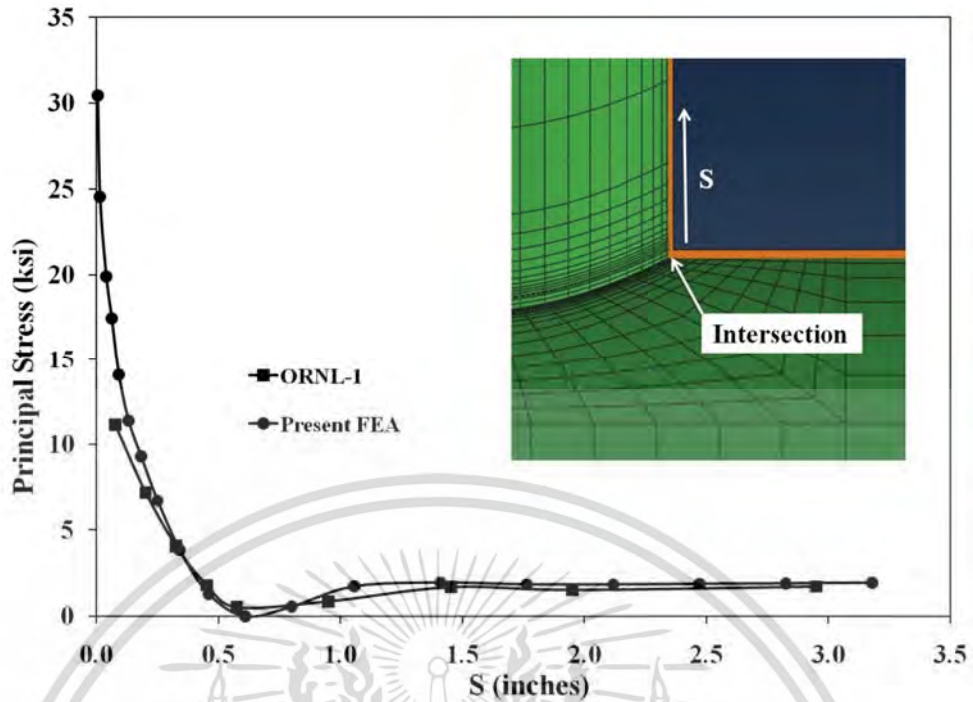 35
30
25
20
15
10
5
0
Principal Stress (ksi)
ORNL-1
Present FEA
S
Intersection
0.0 0.5 1.0 1.5 2.0 2.5 3.0 3.5
S (inches)